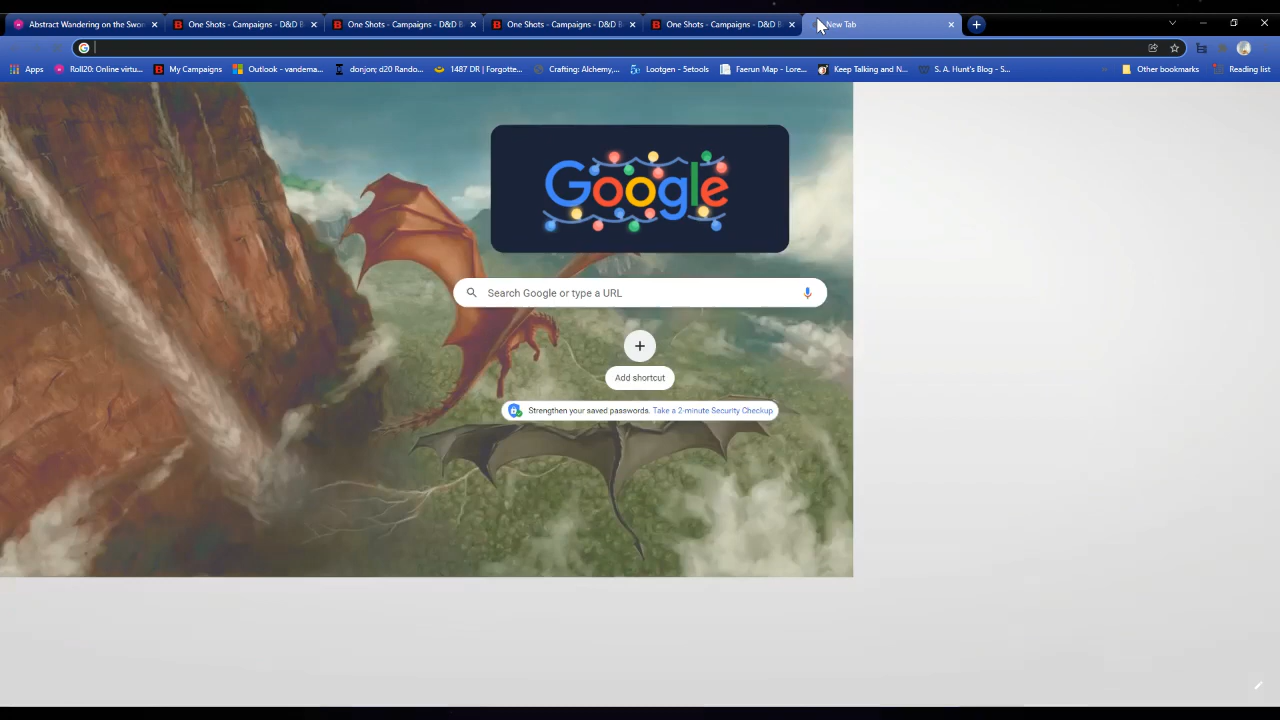 Abstract Wandering on the Swor
One Shots - Campaigns - D&D B
One Shots - Campaigns - D&D B
One Shots - Campaigns - D&D B
One Shots - Campaigns - D&D B
New Tab
Apps
Roll20: Online virtu...
My Campaigns
Outlook - vandema...
donjon; d20 Rando...
1487 DR | Forgotte...
Crafting: Alchemy,...
Lootgen - 5etools
Faerun Map - Lore...
Keep Talking and N...
S. A. Hunt's Blog - S...
Other bookmarks
Reading list
Google
Search Google or type a URL
Add shortcut
Strengthen your saved passwords. Take a 2-minute Security Checkup